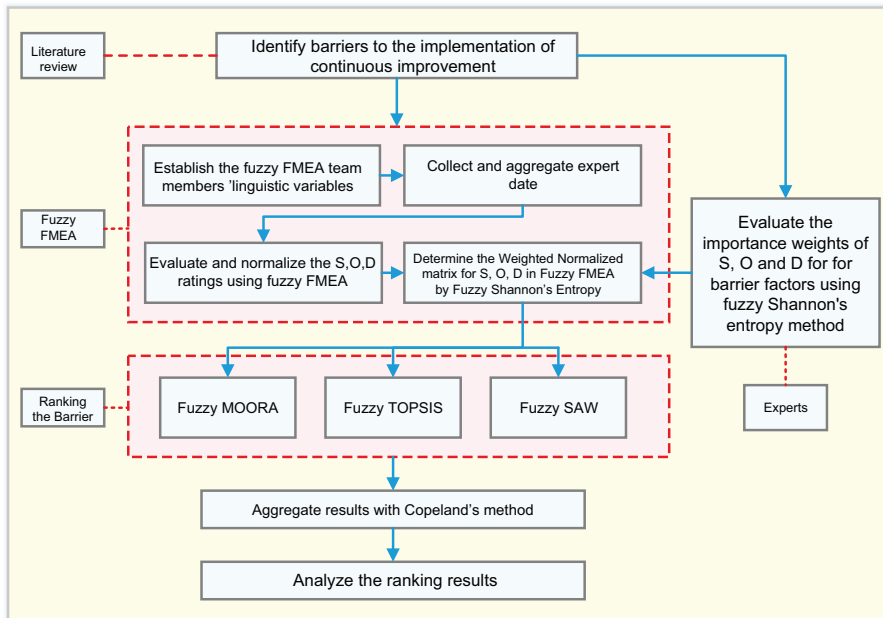 Literature
review
Identify barriers to the implementation of
continuous improvement
Establish the fuzzy FMEA team
members 'linguistic variables
Collect and aggregate expert
date
Fuzzy
FMEA
Evaluate and normalize the S,O,D
ratings using fuzzy FMEA
Determine the Weighted Normalized
matrix for S, O, D in Fuzzy FMEA
by Fuzzy Shannon's Entropy
Evaluate the
importance weights of
S, O and D for for
barrier factors using
fuzzy Shannon's
entropy method
Ranking
the Barrier
Fuzzy MOORA
Fuzzy TOPSIS
Fuzzy SAW
Experts
Aggregate results with Copeland's method
Analyze the ranking results